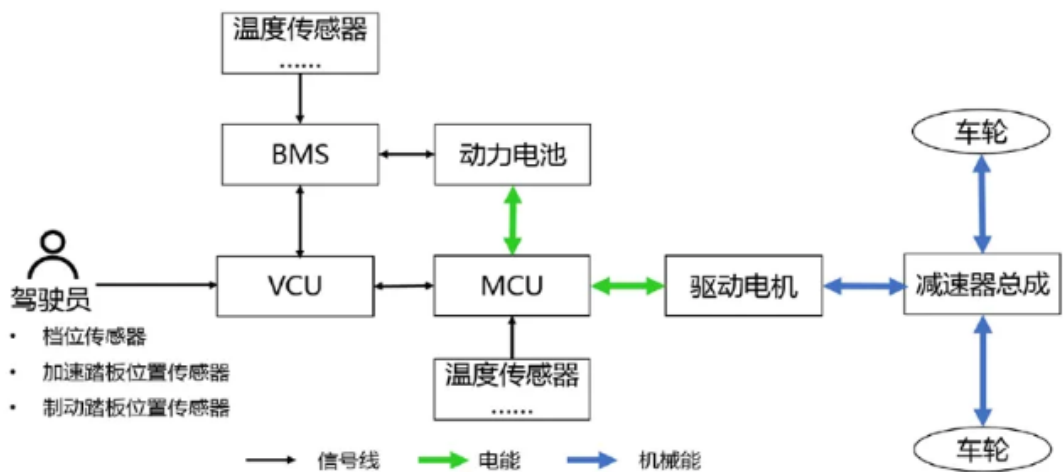 温度传感器
……
BMS
动力电池
车轮
驾驶员
VCU
MCU
驱动电机
减速器总成
• 档位传感器
• 加速踏板位置传感器
• 制动踏板位置传感器
温度传感器
……
车轮
信号线
电能
机械能